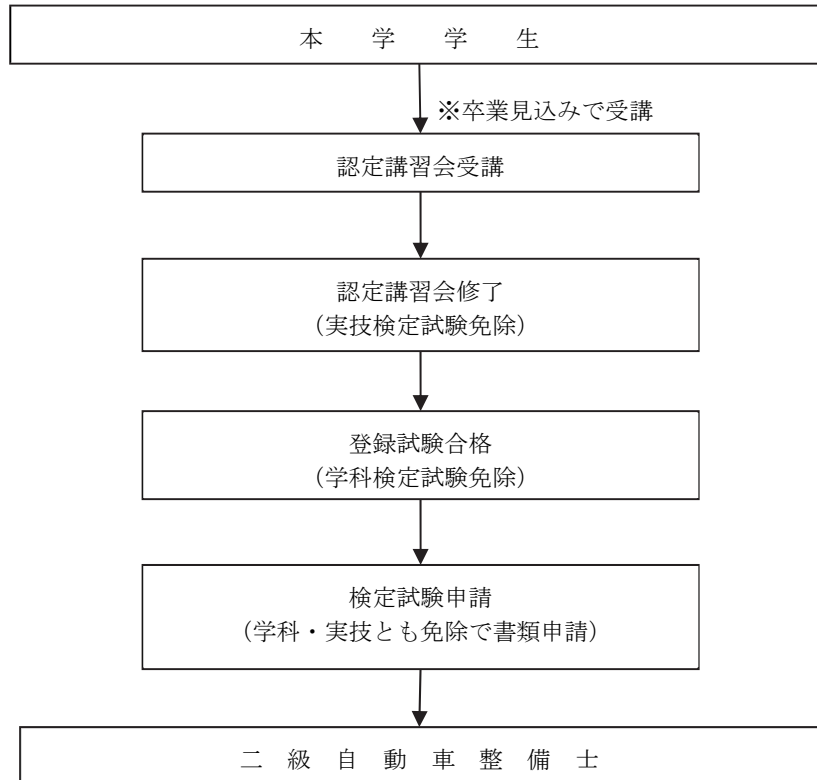 本　学　学　生
※卒業見込みで受講
認定講習会受講
認定講習会修了
（実技検定試験免除）
登録試験合格
（学科検定試験免除）
検定試験申請
（学科・実技とも免除で書類申請）
二　級　自　動　車　整　備　士